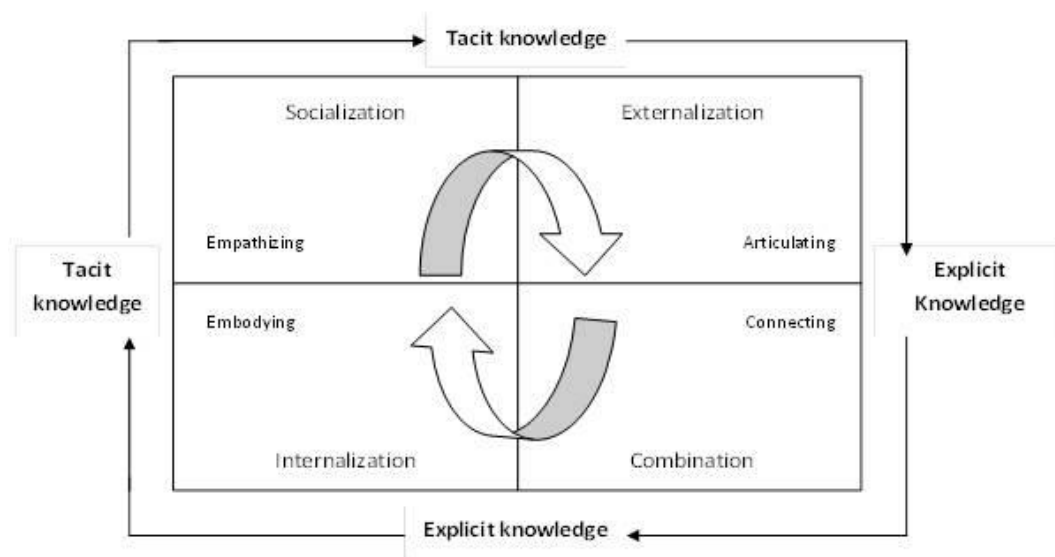 Tacit knowledge
Socialization
Externalization
Empathizing
Articulating
Tacit
knowledge
Explicit
Knowledge
Embodying
Connecting
Internalization
Combination
Explicit knowledge